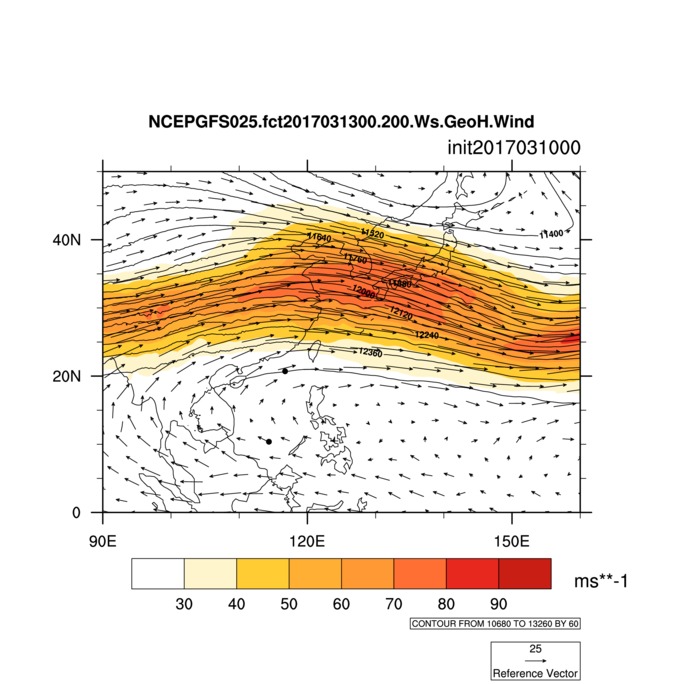 NCEPGFS025.fct2017031300.200.Ws.GeoH.Wind
init2017031000
11400
11520
11640
11760
11880
12000
12120
12240
12360
40N
20N
0
90E 120E 150E
30 40 50 60 70 80 90
ms**-1
CONTOUR FROM 10680 TO 13260 BY 60
25
Reference Vector